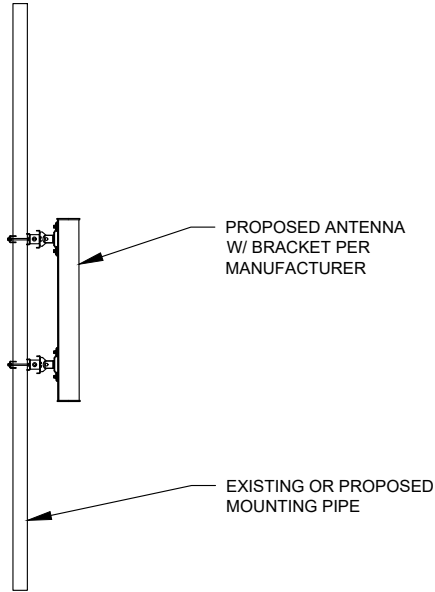 PROPOSED ANTENNA
W/ BRACKET PER
MANUFACTURER
EXISTING OR PROPOSED
MOUNTING PIPE